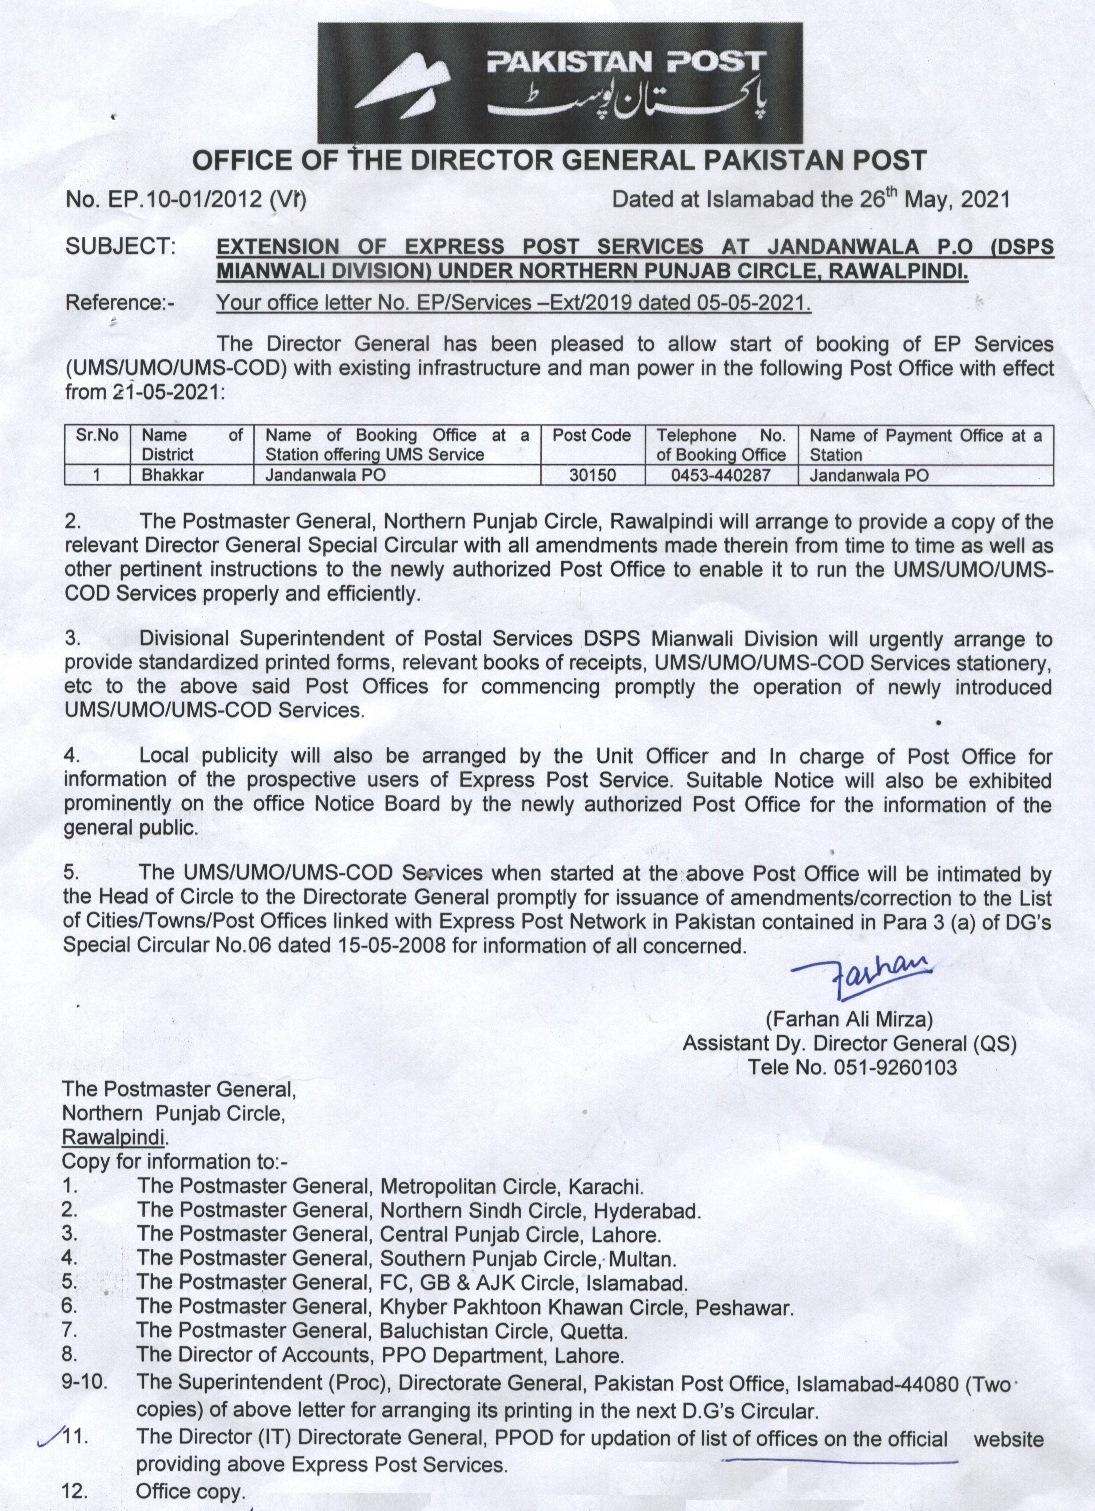 PAKISTAN POST
پاکستان پوسٹ
OFFICE OF THE DIRECTOR GENERAL PAKISTAN POST
No. EP.10-01/2012 (VI) Dated at Islamabad the 26th May, 2021
SUBJECT: EXTENSION OF EXPRESS POST SERVICES AT JANDANWALA P.O (DSPS
MIANWALI DIVISION) UNDER NORTHERN PUNJAB CIRCLE, RAWALPINDI.
Reference:- Your office letter No. EP/Services –Ext/2019 dated 05-05-2021.
The Director General has been pleased to allow start of booking of EP Services
(UMS/UMO/UMS-COD) with existing infrastructure and man power in the following Post Office with effect
from 21-05-2021:
Sr.No Name of Name of Booking Office at a Post Code Telephone No. Name of Payment Office at a
District Station offering UMS Service of Booking Office Station
1 Bhakkar Jandanwala PO 30150 0453-440287 Jandanwala PO
2. The Postmaster General, Northern Punjab Circle, Rawalpindi will arrange to provide a copy of the
relevant Director General Special Circular with all amendments made therein from time to time as well as
other pertinent instructions to the newly authorized Post Office to enable it to run the UMS/UMO/UMS-
COD Services properly and efficiently.
3. Divisional Superintendent of Postal Services DSPS Mianwali Division will urgently arrange to
provide standardized printed forms, relevant books of receipts, UMS/UMO/UMS-COD Services stationery,
etc to the above said Post Offices for commencing promptly the operation of newly introduced
UMS/UMO/UMS-COD Services.
4. Local publicity will also be arranged by the Unit Officer and In charge of Post Office for
information of the prospective users of Express Post Service. Suitable Notice will also be exhibited
prominently on the office Notice Board by the newly authorized Post Office for the information of the
general public.
5. The UMS/UMO/UMS-COD Services when started at the above Post Office will be intimated by
the Head of Circle to the Directorate General promptly for issuance of amendments/correction to the List
of Cities/Towns/Post Offices linked with Express Post Network in Pakistan contained in Para 3 (a) of DG's
Special Circular No.06 dated 15-05-2008 for information of all concerned.
Farhan
(Farhan Ali Mirza)
Assistant Dy. Director General (QS)
Tele No. 051-9260103
The Postmaster General,
Northern Punjab Circle,
Rawalpindi.
Copy for information to:-
1. The Postmaster General, Metropolitan Circle, Karachi.
2. The Postmaster General, Northern Sindh Circle, Hyderabad.
3. The Postmaster General, Central Punjab Circle, Lahore.
4. The Postmaster General, Southern Punjab Circle, Multan.
5. The Postmaster General, FC, GB & AJK Circle, Islamabad.
6. The Postmaster General, Khyber Pakhtoon Khawan Circle, Peshawar.
7. The Postmaster General, Baluchistan Circle, Quetta.
8. The Director of Accounts, PPO Department, Lahore.
9-10. The Superintendent (Proc), Directorate General, Pakistan Post Office, Islamabad-44080 (Two
copies) of above letter for arranging its printing in the next D.G's Circular.
11. The Director (IT) Directorate General, PPOD for updation of list of offices on the official website
providing above Express Post Services.
12. Office copy.